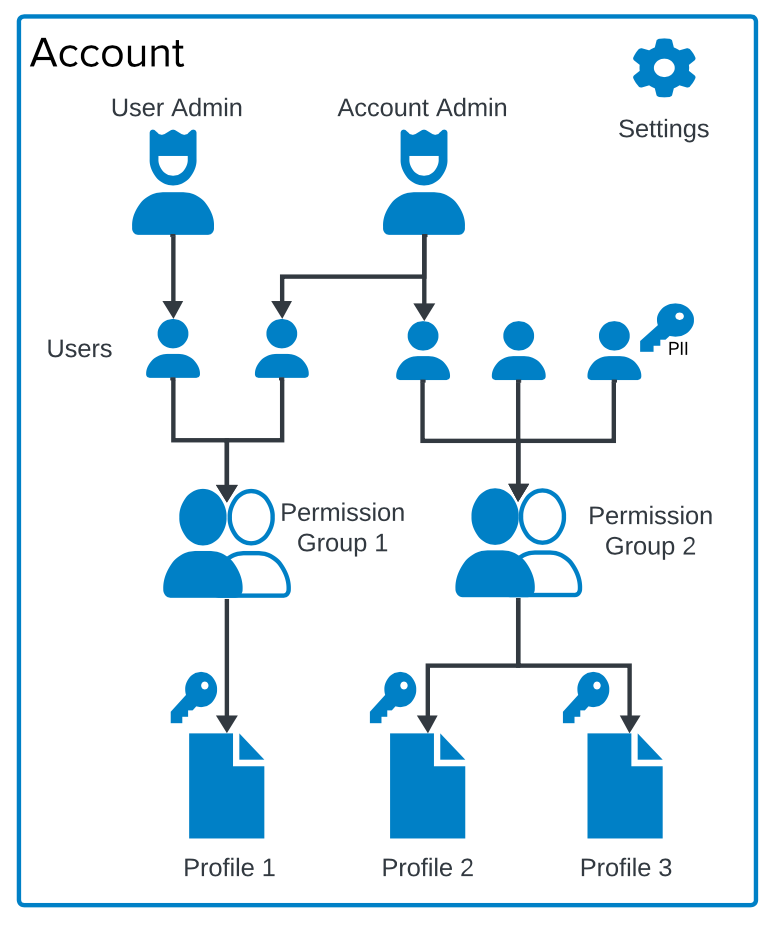 Account
User Admin
Account Admin
Settings
Users
PII
Permission
Group 1
Permission
Group 2
Profile 1
Profile 2
Profile 3